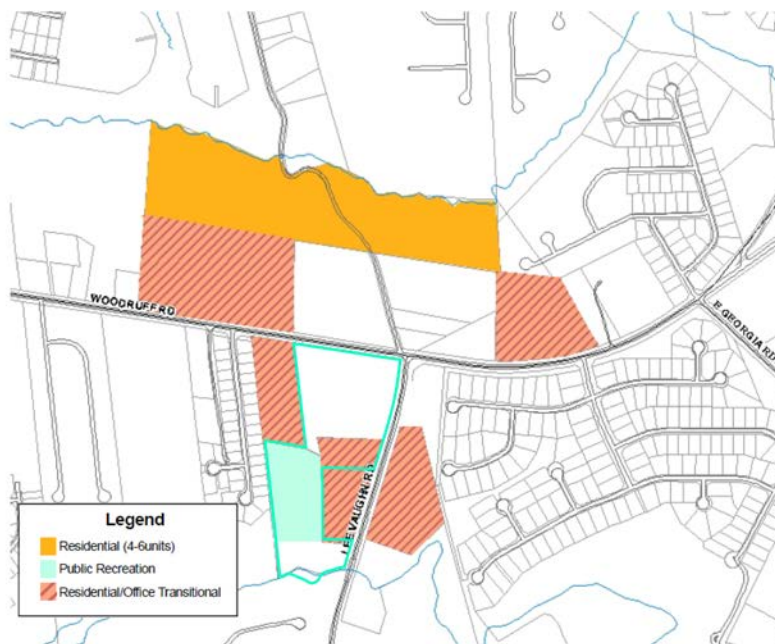 WOODRUFF RD
E GEORGIA RD
LEE VAUGHN RD
Legend
Residential (4-6units)
Public Recreation
Residential/Office Transitional